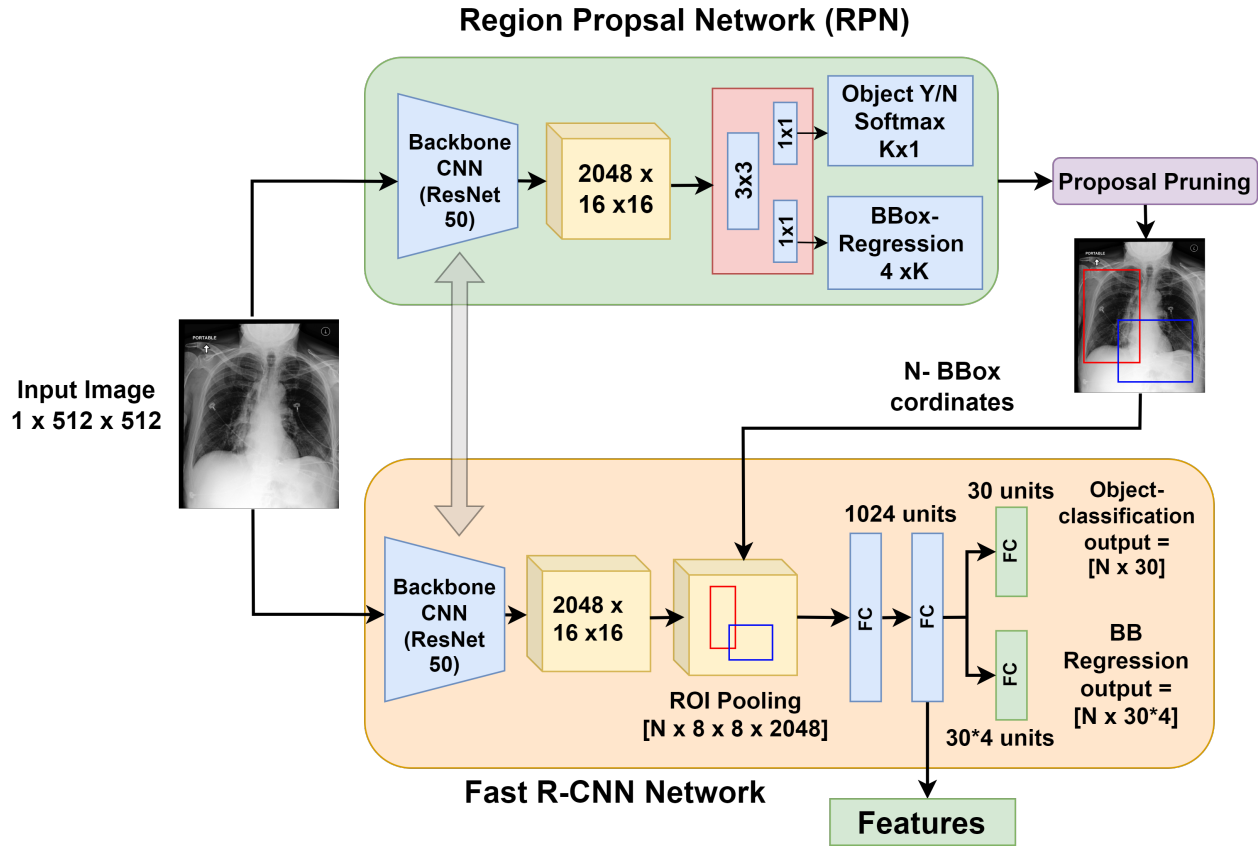 Region Propsal Network (RPN)
Backbone
CNN
(ResNet
50)
2048 x
16 x16
3x3
1x1
1x1
Object Y/N
Softmax
Kx1
BBox-
Regression
4 xK
Proposal Pruning
PORTABLE
PORTABLE
Input Image
1 x 512 x 512
N- BBox
cordinates
Backbone
CNN
(ResNet
50)
2048 x
16 x16
ROI Pooling
[N x 8 x 8 x 2048]
1024 units
FC
FC
30 units
FC
Object-
classification
output =
[N x 30]
FC
30*4 units
BB
Regression
output =
[N x 30*4]
Fast R-CNN Network
Features